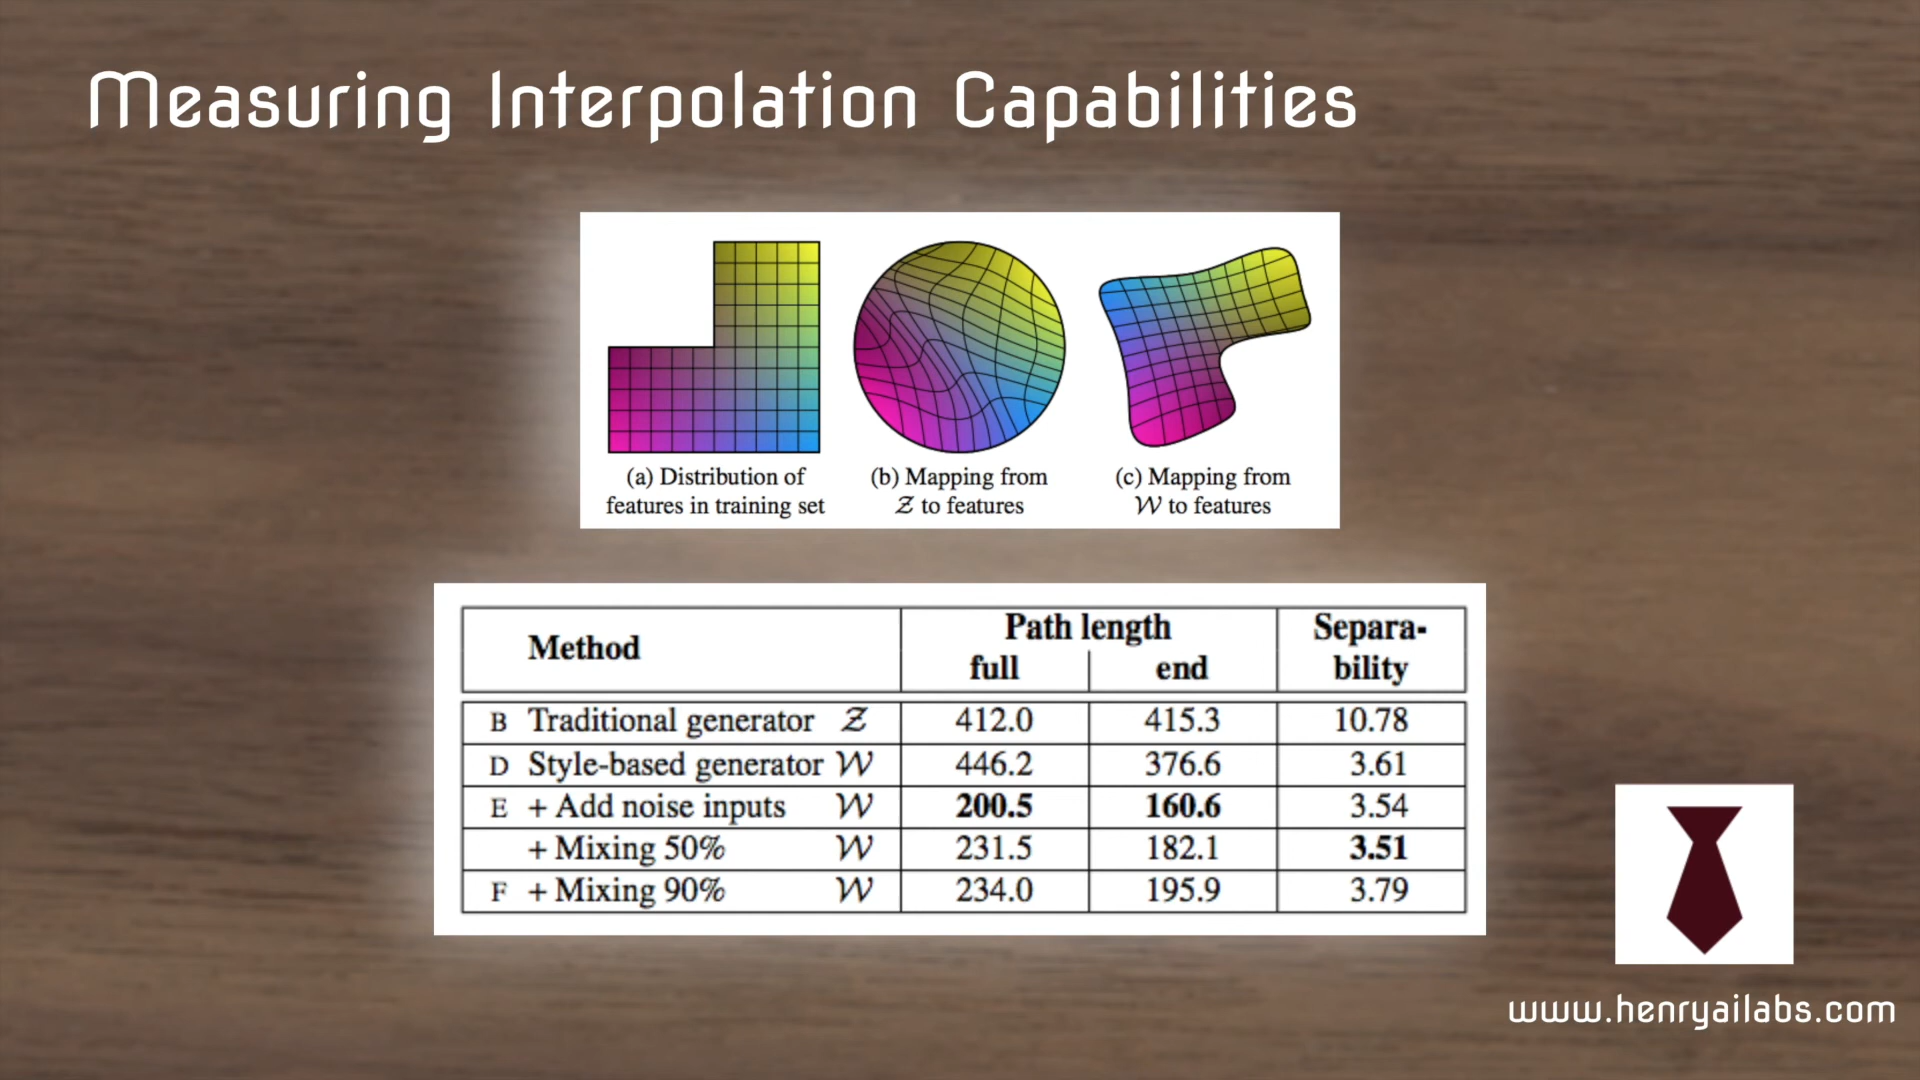 Measuring Interpolation Capabilities
(a) Distribution of
features in training set
(b) Mapping from
𝒵 to features
(c) Mapping from
𝒲 to features
Method Path length Separa-
full end bility
B Traditional generator 𝒵 412.0 415.3 10.78
D Style-based generator 𝒲 446.2 376.6 3.61
E + Add noise inputs 𝒲 200.5 160.6 3.54
+ Mixing 50% 𝒲 231.5 182.1 3.51
F + Mixing 90% 𝒲 234.0 195.9 3.79
www.henryailabs.com